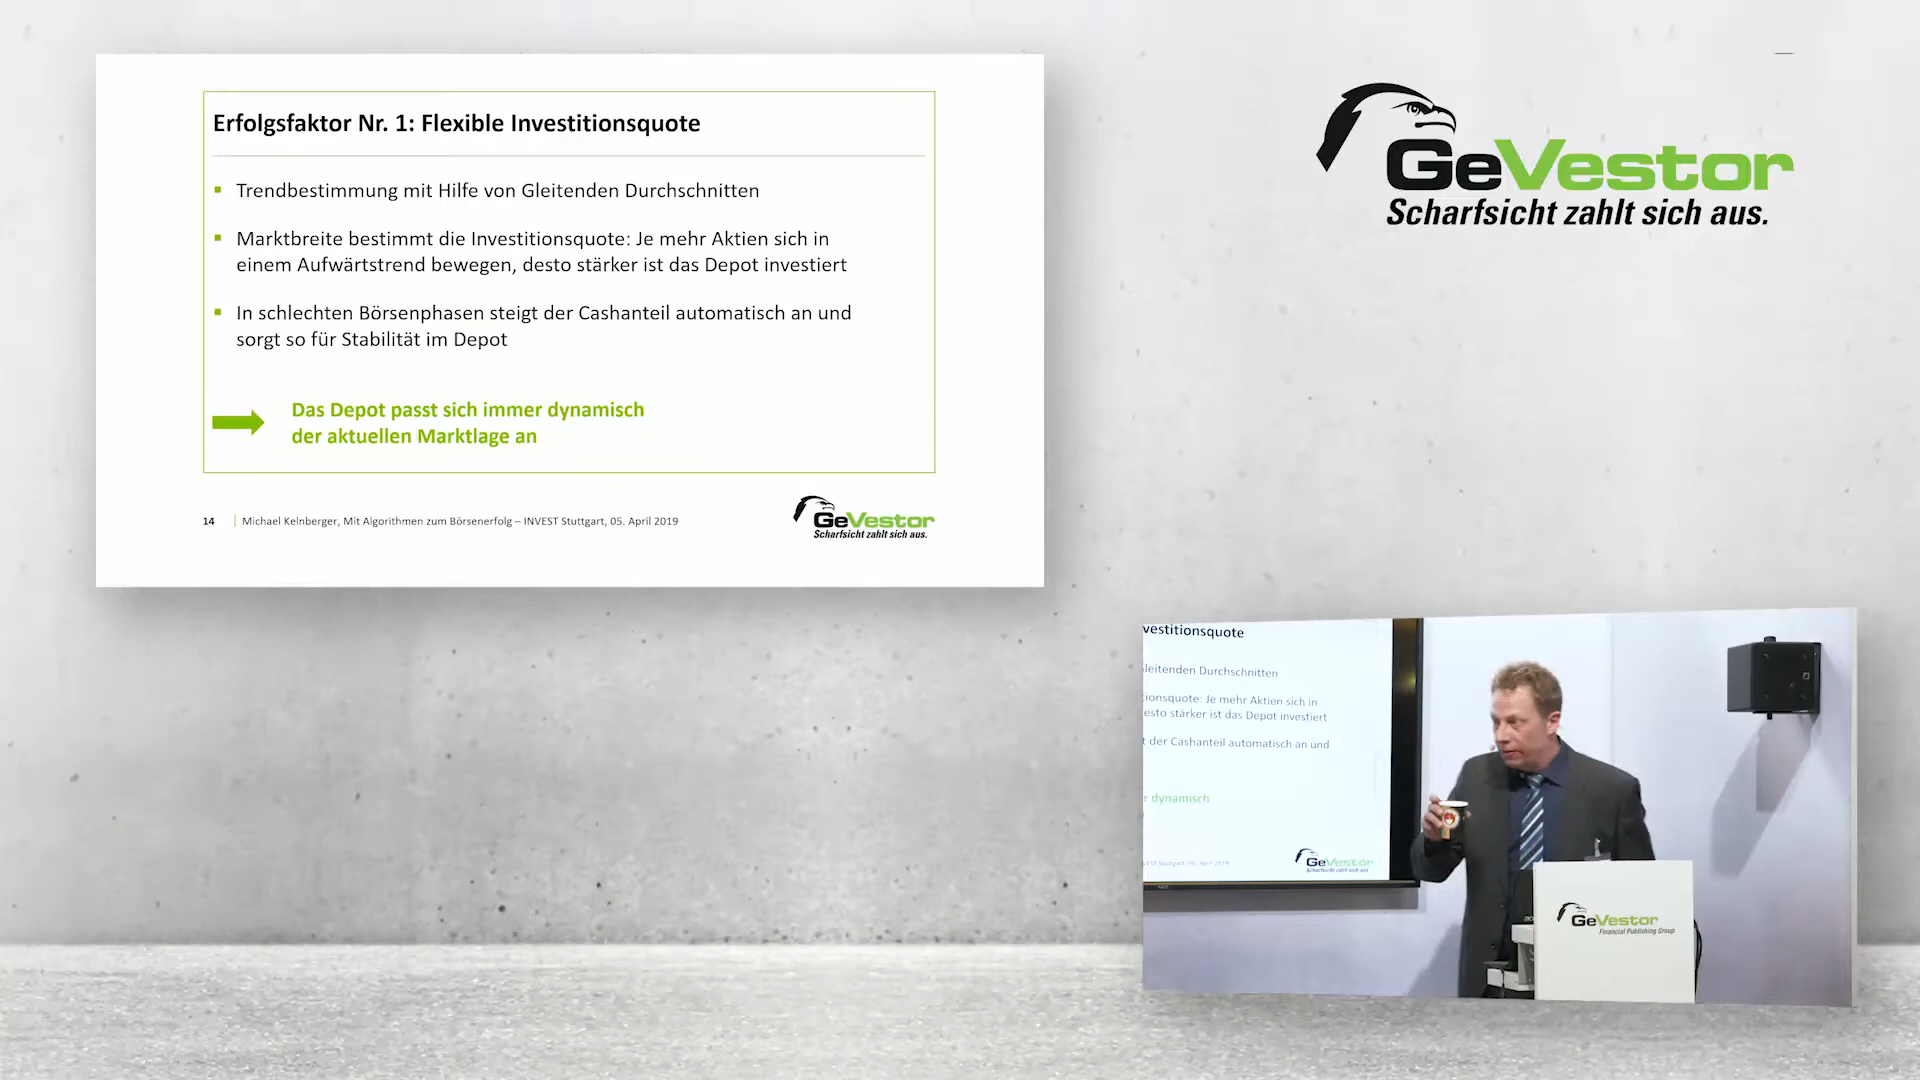 Erfolgsfaktor Nr. 1: Flexible Investitionsquote
Trendbestimmung mit Hilfe von Gleitenden Durchschnitten
Marktbreite bestimmt die Investitionsquote: Je mehr Aktien sich in
einem Aufwärtstrend bewegen, desto stärker ist das Depot investiert
In schlechten Börsenphasen steigt der Cashanteil automatisch an und
sorgt so für Stabilität im Depot
Das Depot passt sich immer dynamisch
der aktuellen Marktlage an
14 Michael Kelnberger, Mit Algorithmen zum Börsenerfolg – INVEST Stuttgart, 05. April 2019
GeVestor
Scharfsicht zahlt sich aus.
GeVestor
Scharfsicht zahlt sich aus.
vestitionsquote
leitenden Durchschnitten
ionsquote: Je mehr Aktien sich in
esto stärker ist das Depot investiert
t der Cashanteil automatisch an und
r dynamisch
GeVestor
Scharfsicht zahlt sich aus.
GeVestor
Financial Publishing Group